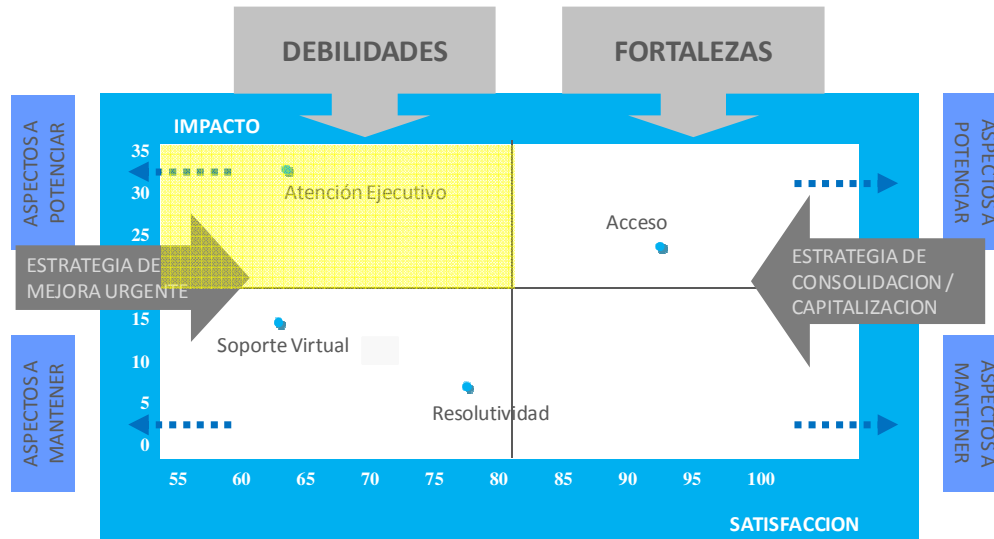 DEBILIDADES
FORTALEZAS
ASPECTOS A
POTENCIAR
IMPACTO
ASPECTOS A
POTENCIAR
35
30
25
15
10
5
0
Atención Ejecutivo
Acceso
ESTRATEGIA DE
MEJORA URGENTE
ESTRATEGIA DE
CONSOLIDACION /
CAPITALIZACION
Soporte Virtual
Resolutividad
ASPECTOS A
MANTENER
ASPECTOS A
MANTENER
55 60 65 70 75 80 85 90 95 100
SATISFACCION